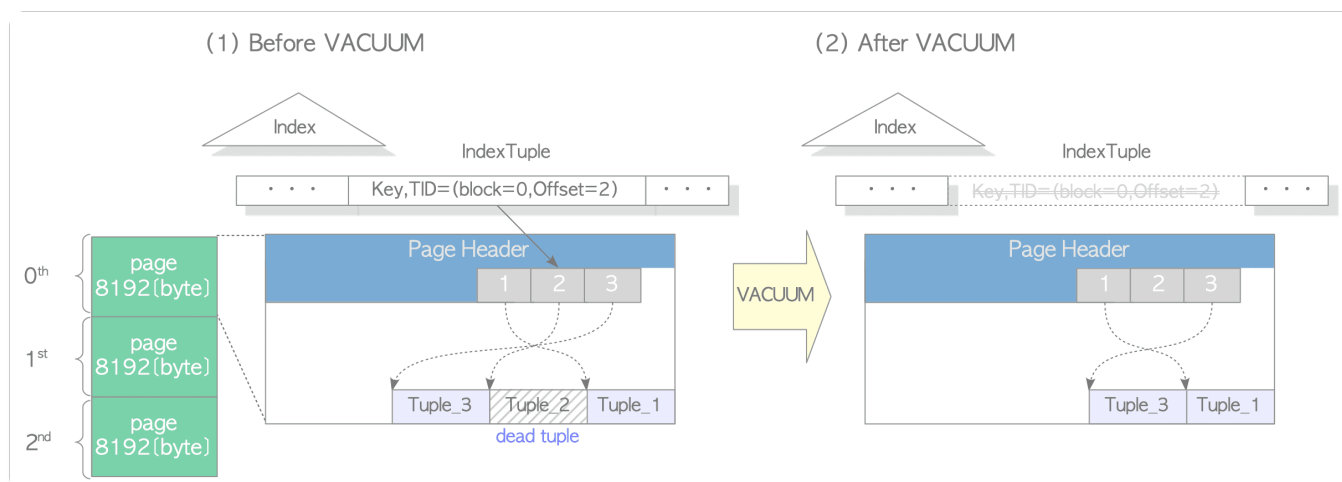 (1) Before VACUUM
(2) After VACUUM
Index
IndexTuple
· · ·
Key,TID=(block=0,Offset=2)
· · ·
Index
IndexTuple
· · ·
Key,TID=(block=0,Offset=2)
· · ·
0th
page
8192[byte]
1st
page
8192[byte]
2nd
page
8192[byte]
Page Header
1 2 3
Tuple_3 Tuple_2 Tuple_1
dead tuple
VACUUM
Page Header
1 2 3
Tuple_3 Tuple_1